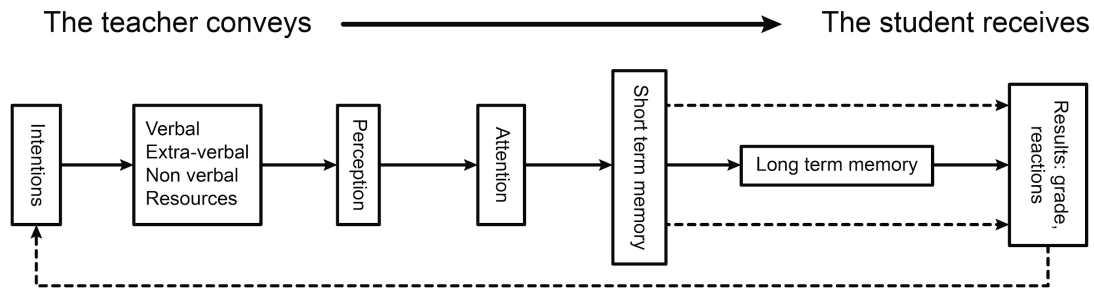 The teacher conveys
The student receives
Intentions
Verbal
Extra-verbal
Non verbal
Resources
Perception
Attention
Short term memory
Long term memory
Results: grade,
reactions